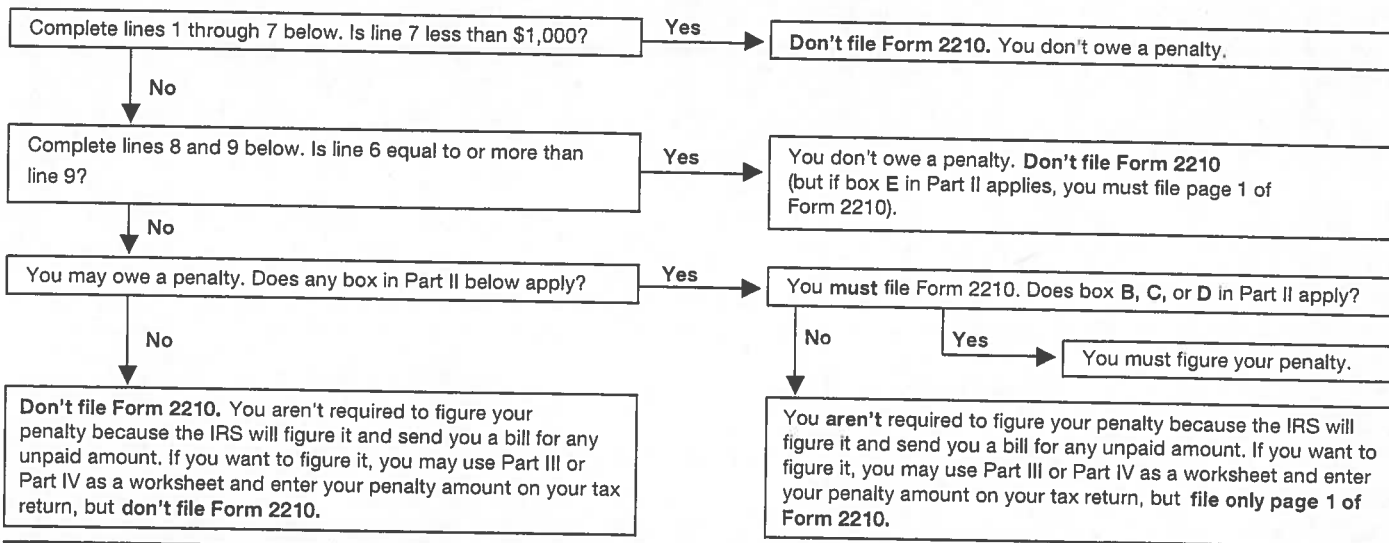 Complete lines 1 through 7 below. Is line 7 less than $1,000?
Yes
Don't file Form 2210. You don't owe a penalty.
No
Complete lines 8 and 9 below. Is line 6 equal to or more than
line 9?
Yes
You don't owe a penalty. Don't file Form 2210
(but if box E in Part II applies, you must file page 1 of
Form 2210).
No
You may owe a penalty. Does any box in Part II below apply?
Yes
You must file Form 2210. Does box B, C, or D in Part II apply?
No
No
Yes
You must figure your penalty.
Don't file Form 2210. You aren't required to figure your
penalty because the IRS will figure it and send you a bill for any
unpaid amount. If you want to figure it, you may use Part III or
Part IV as a worksheet and enter your penalty amount on your tax
return, but don't file Form 2210.
You aren't required to figure your penalty because the IRS will
figure it and send you a bill for any unpaid amount. If you want to
figure it, you may use Part III or Part IV as a worksheet and enter
your penalty amount on your tax return, but file only page 1 of
Form 2210.